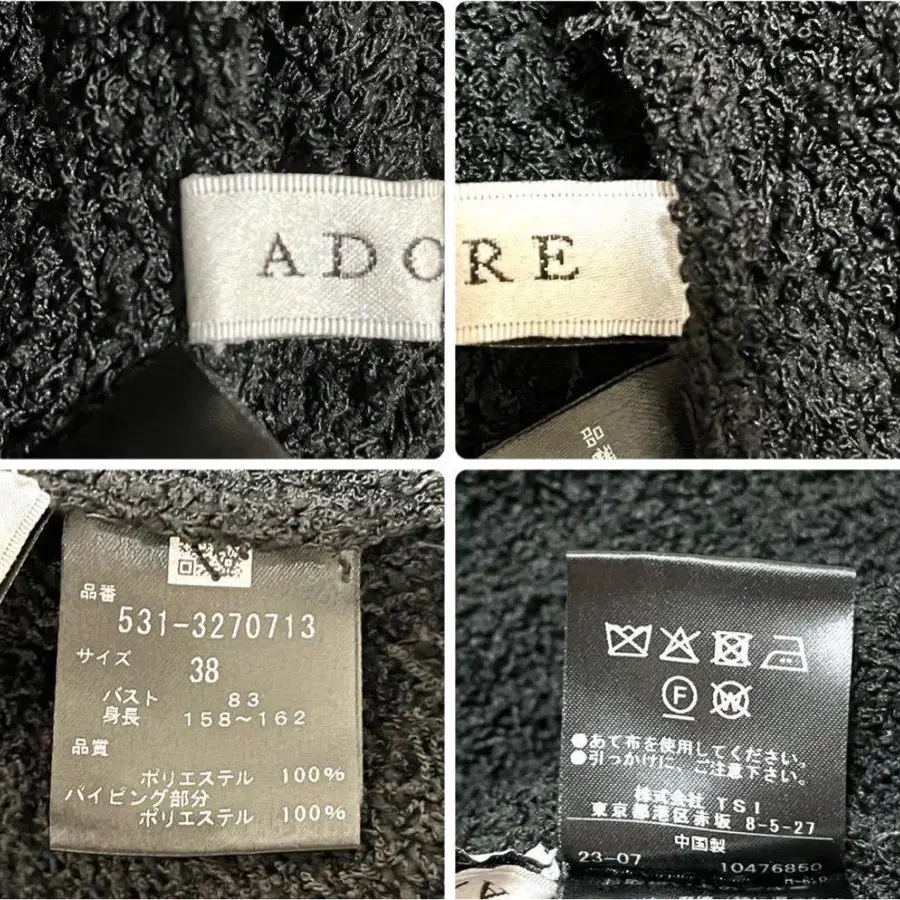 ADO
RE
品
品番
531-3270713
サイズ
38
バスト 83
身長 158~162
品質
ポリエステル 100%
パイピング部分
ポリエステル 100%
F
W
●あて布を使用してください。
●引っかけに、ご注意下さい。
株式会社 TSI
東京都港区赤坂 8-5-27
中国製
23-07 10476850